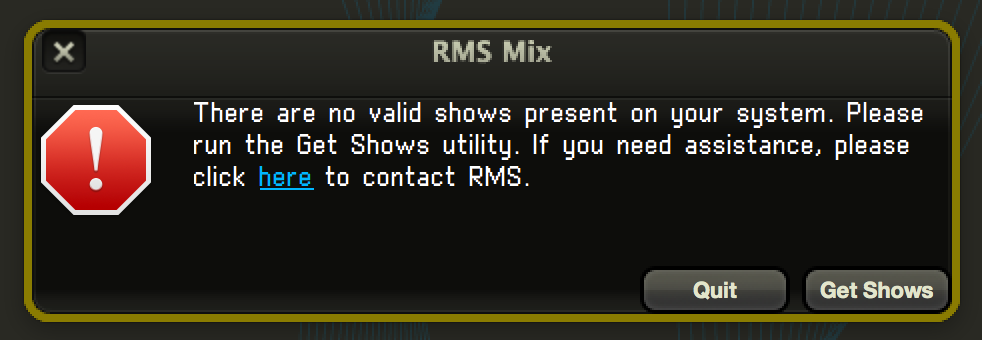 RMS Mix
There are no valid shows present on your system. Please
run the Get Shows utility. If you need assistance, please
click here to contact RMS.
Quit
Get Shows